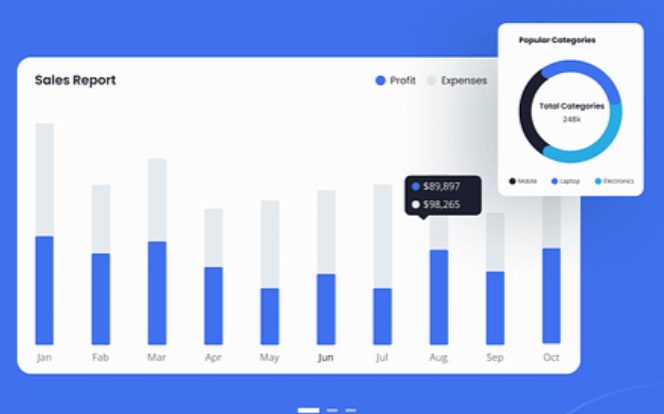 Popular Categories
Sales Report
Profit
Expenses
Total Categories
248k
Mobile
Laptop
Electronics
$89,897
$98,265
Jan
Fab
Mar
Apr
May
Jun
Jul
Aug
Sep
Oct